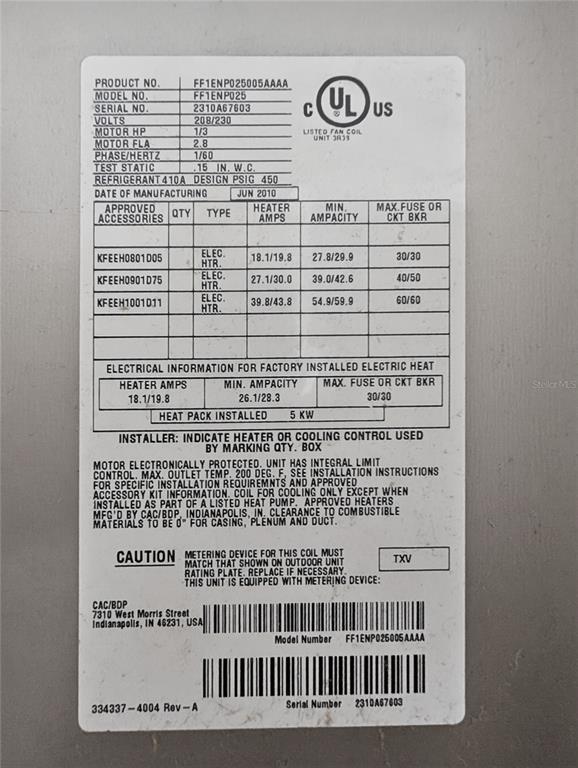 PRODUCT NO. FF1ENP025005AAAA
MODEL NO. FF1ENP025
SERIAL NO. 2310A67603
VOLTS 208/230
MOTOR HP 1/3
MOTOR FLA 2.8
PHASE/HERTZ 1/60
TEST STATIC .15 IN. W.C.
REFRIGERANT 410A DESIGN PSIG 450
C UL US
LISTED FAN COIL
UNIT 3R39
DATE OF MANUFACTURING JUN 2010
APPROVED ACCESSORIES QTY TYPE HEATER AMPS MIN. AMPACITY MAX.FUSE OR CKT BKR
KFEEH0801D05 ELEC. HTR. 18.1/19.8 27.8/29.9 30/30
KFEEH0901D75 ELEC. HTR. 27.1/30.0 39.0/42.6 40/50
KFEEH1001D11 ELEC. HTR. 39.8/43.8 54.9/59.9 60/60
ELECTRICAL INFORMATION FOR FACTORY INSTALLED ELECTRIC HEAT
HEATER AMPS MIN. AMPACITY MAX. FUSE OR CKT BKR
18.1/19.8 26.1/28.3 30/30
HEAT PACK INSTALLED 5 KW
INSTALLER: INDICATE HEATER OR COOLING CONTROL USED
BY MARKING QTY. BOX
MOTOR ELECTRONICALLY PROTECTED. UNIT HAS INTEGRAL LIMIT
CONTROL. MAX. OUTLET TEMP. 200 DEG. F, SEE INSTALLATION INSTRUCTIONS
FOR SPECIFIC INSTALLATION REQUIREMNTS AND APPROVED
ACCESSORY KIT INFORMATION. COIL FOR COOLING ONLY EXCEPT WHEN
INSTALLED AS PART OF A LISTED HEAT PUMP. APPROVED HEATERS
MFG'D BY CAC/BDP, INDIANAPOLIS, IN. CLEARANCE TO COMBUSTIBLE
MATERIALS TO BE 0" FOR CASING, PLENUM AND DUCT.
CAUTION
METERING DEVICE FOR THIS COIL MUST
MATCH THAT SHOWN ON OUTDOOR UNIT
RATING PLATE. REPLACE IF NECESSARY.
THIS UNIT IS EQUIPPED WITH METERING DEVICE:
TXV
CAC/BDP
7310 West Morris Street
Indianapolis, IN 46231, USA
Model Number FF1ENP025005AAAA
Serial Number 2310A67603
334337-4004 Rev-A
Stellar MLS